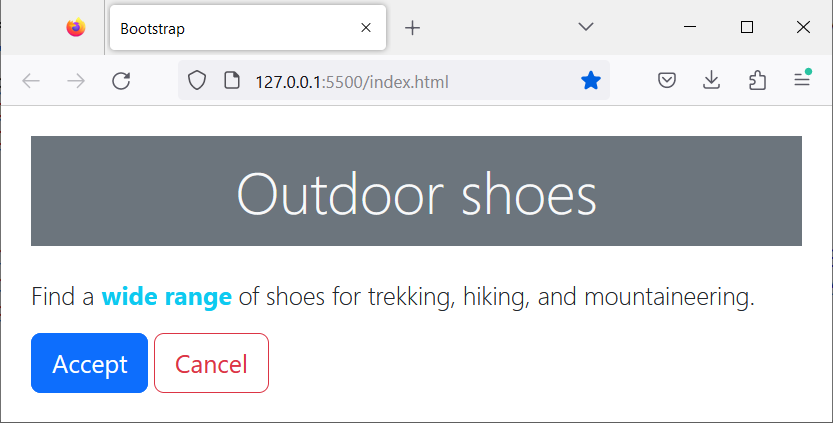 Bootstrap
127.0.0.1:5500/index.html
Outdoor shoes
Find a wide range of shoes for trekking, hiking, and mountaineering.
Accept Cancel